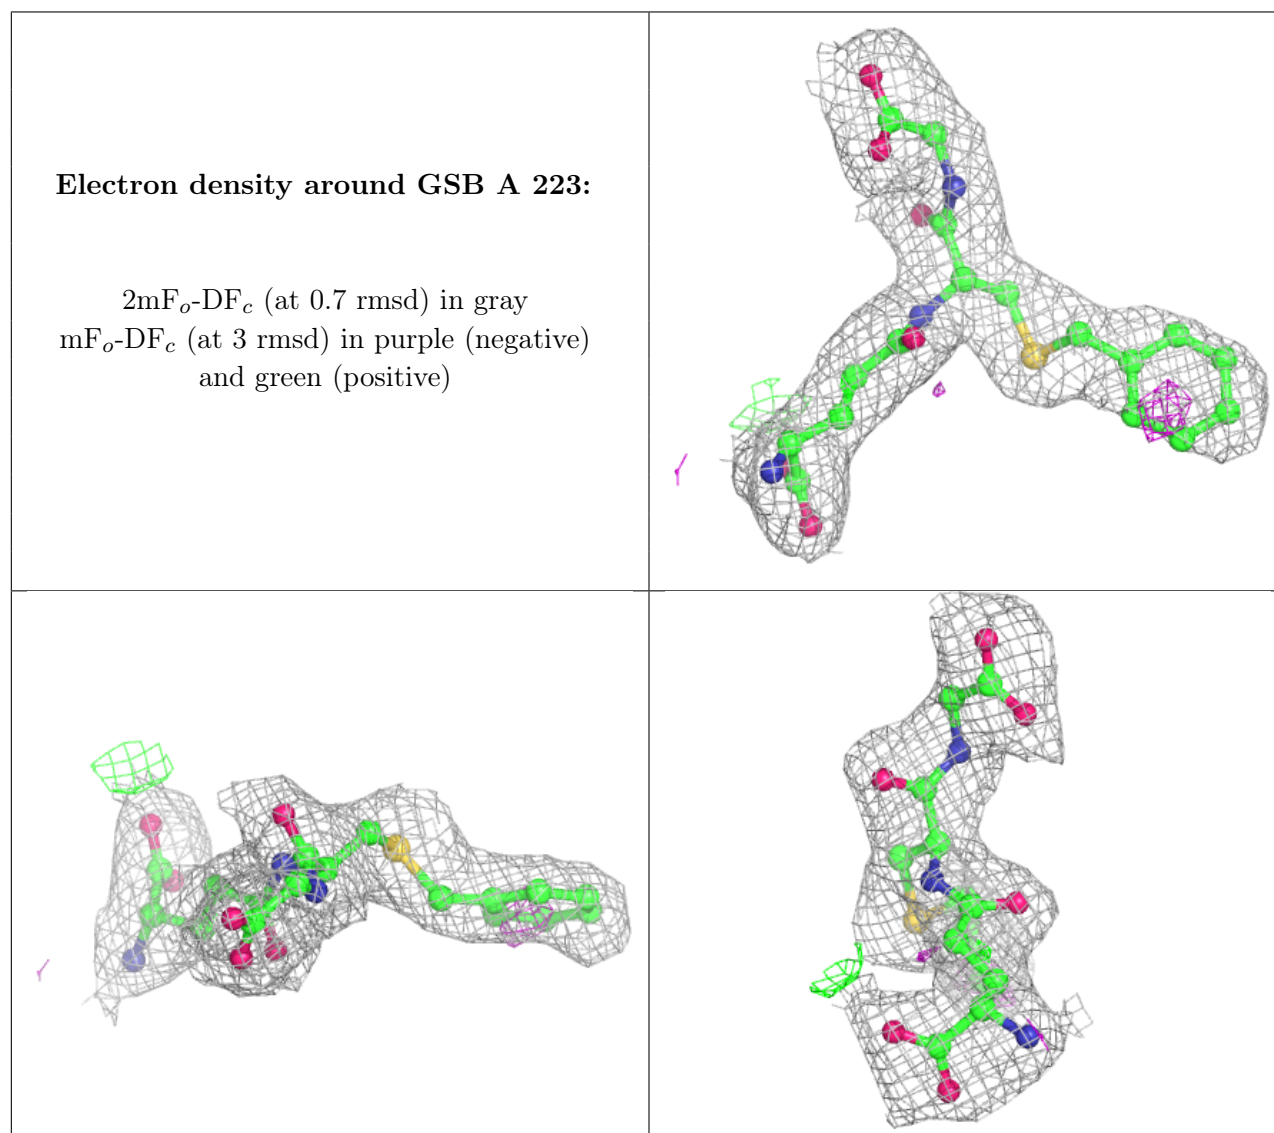 Electron density around GSB A 223:
2mFo-DFc (at 0.7 rmsd) in gray
mFo-DFc (at 3 rmsd) in purple (negative)
and green (positive)